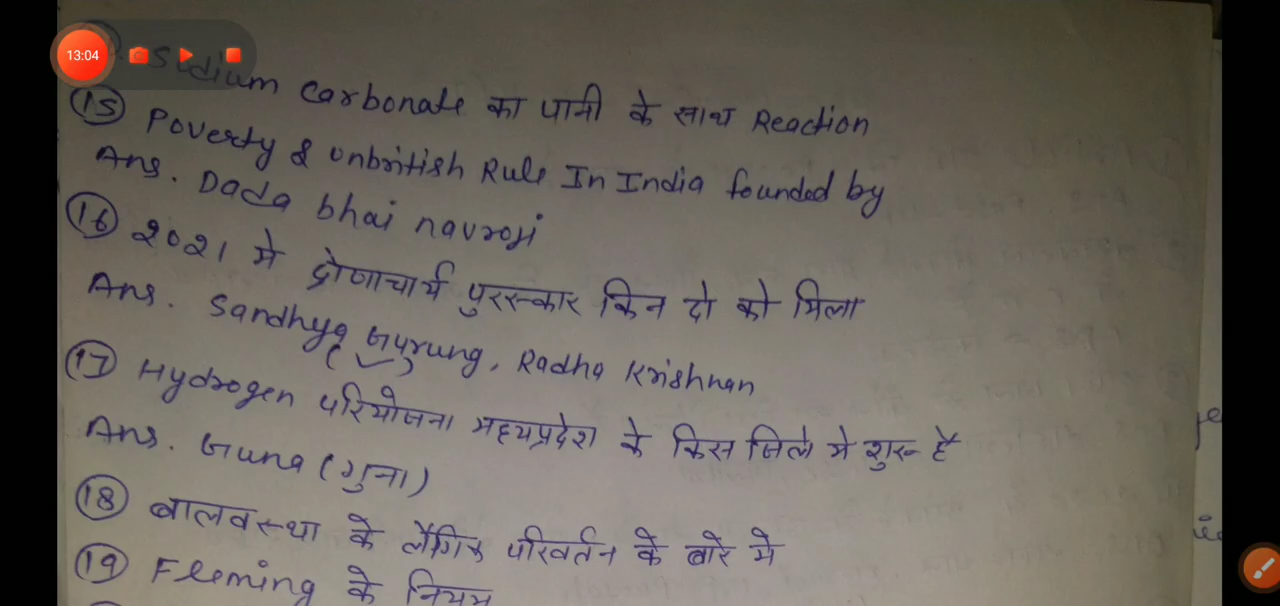 13:04
Sodium Carbonate का पानी के साथ Reaction
(15) Poverty & Unbritish Rule In India founded by
Ans. Dada bhai navroji
(16) २०२१ मे द्रोणाचार्य पुरस्कार किन दो को मिला
Ans. Sandhya Gurung, Radha Krishnan
(17) Hydrogen परियोजना मध्यप्रदेश के किस जिले मे शुरू है
Ans. Guna (गुना)
(18) बालवस्था के लैंगिक परिवर्तन के बारे मे
(19) Fleming के नियम